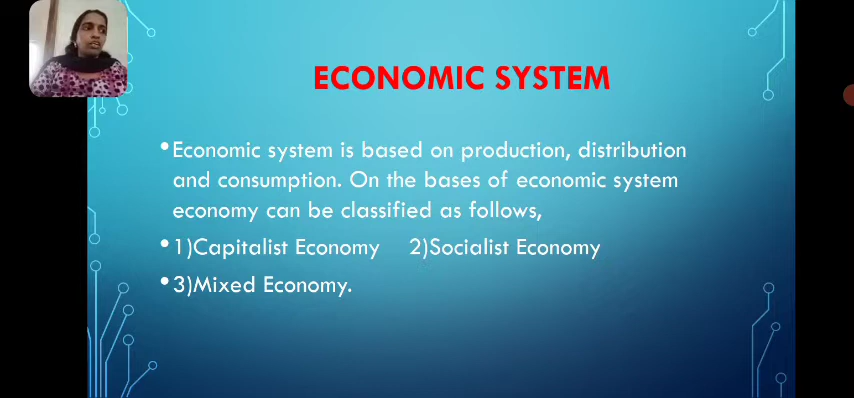 ECONOMIC SYSTEM
•Economic system is based on production, distribution
and consumption. On the bases of economic system
economy can be classified as follows,
•1)Capitalist Economy 2)Socialist Economy
•3)Mixed Economy.